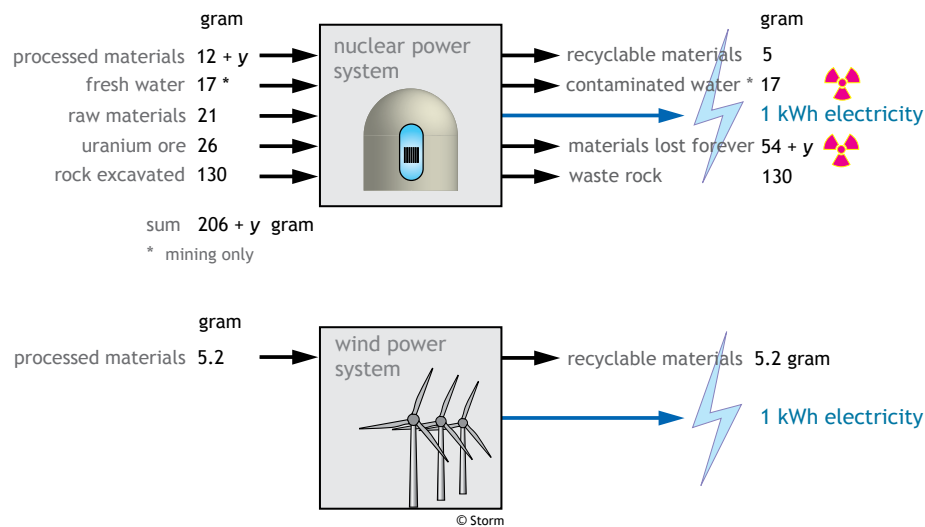 gram
gram
processed materials 12 + y
nuclear power
system
recyclable materials 5
fresh water 17 *
contaminated water * 17
raw materials 21
1 kWh electricity
uranium ore 26
materials lost forever 54 + y
rock excavated 130
waste rock 130
sum 206 + y gram
* mining only
gram
processed materials 5.2
wind power
system
recyclable materials 5.2 gram
1 kWh electricity
© Storm